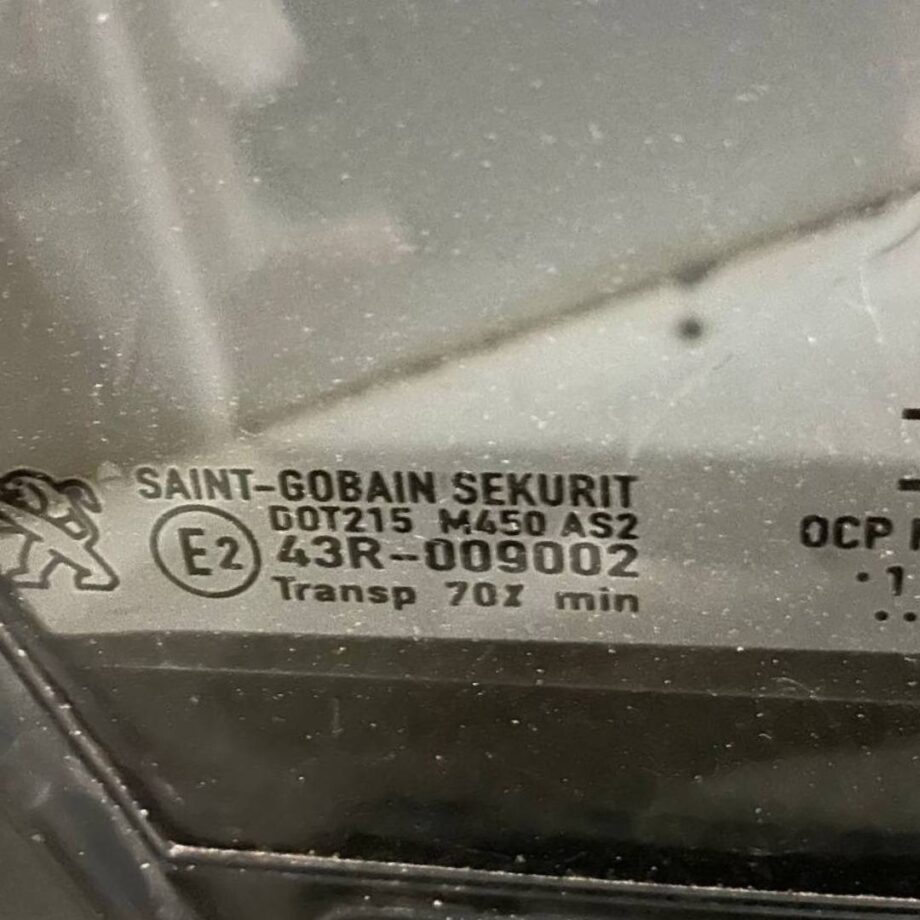 SAINT-GOBAIN SEKURIT
DOT215 M450 AS2
E2 43R-009002
Transp 70% min
OCP